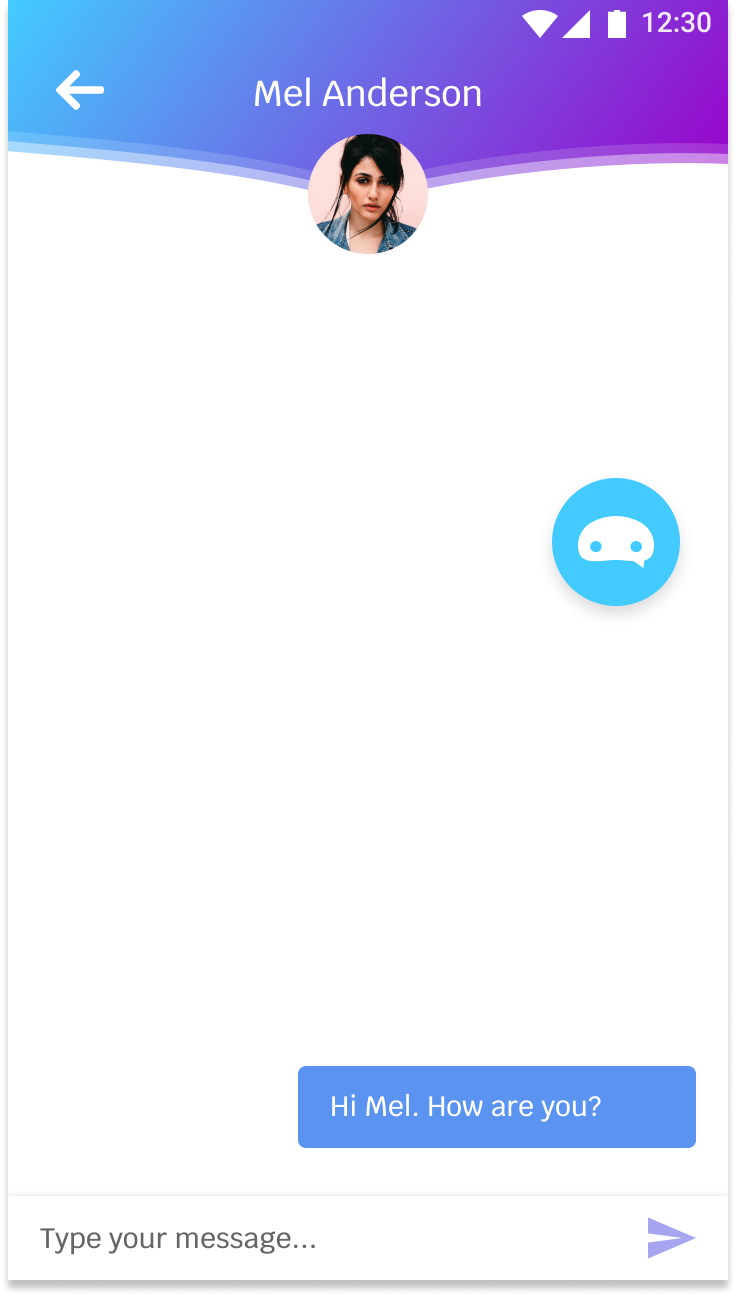 12:30
Mel Anderson
Hi Mel. How are you?
Type your message...